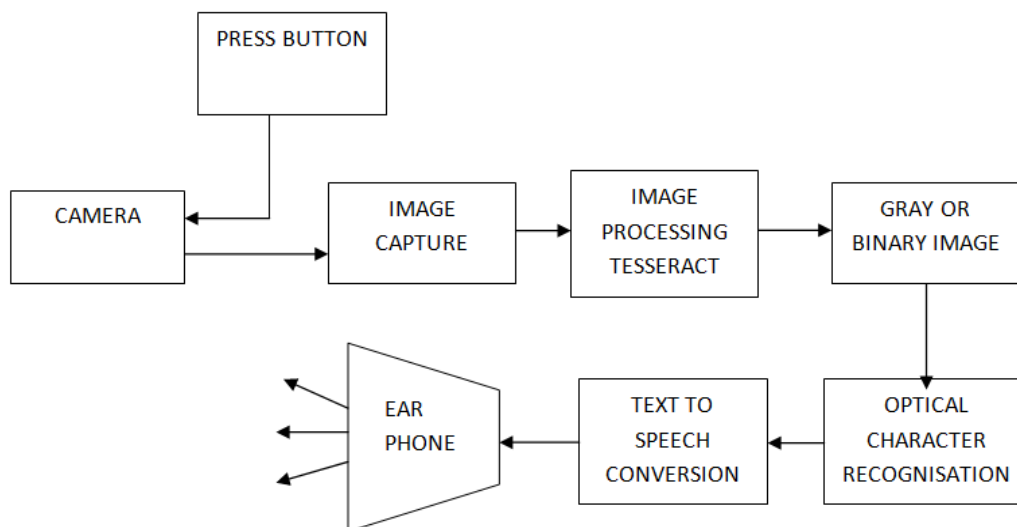 PRESS BUTTON
CAMERA
IMAGE
CAPTURE
IMAGE
PROCESSING
TESSERACT
GRAY OR
BINARY IMAGE
OPTICAL
CHARACTER
RECOGNISATION
TEXT TO
SPEECH
CONVERSION
EAR
PHONE